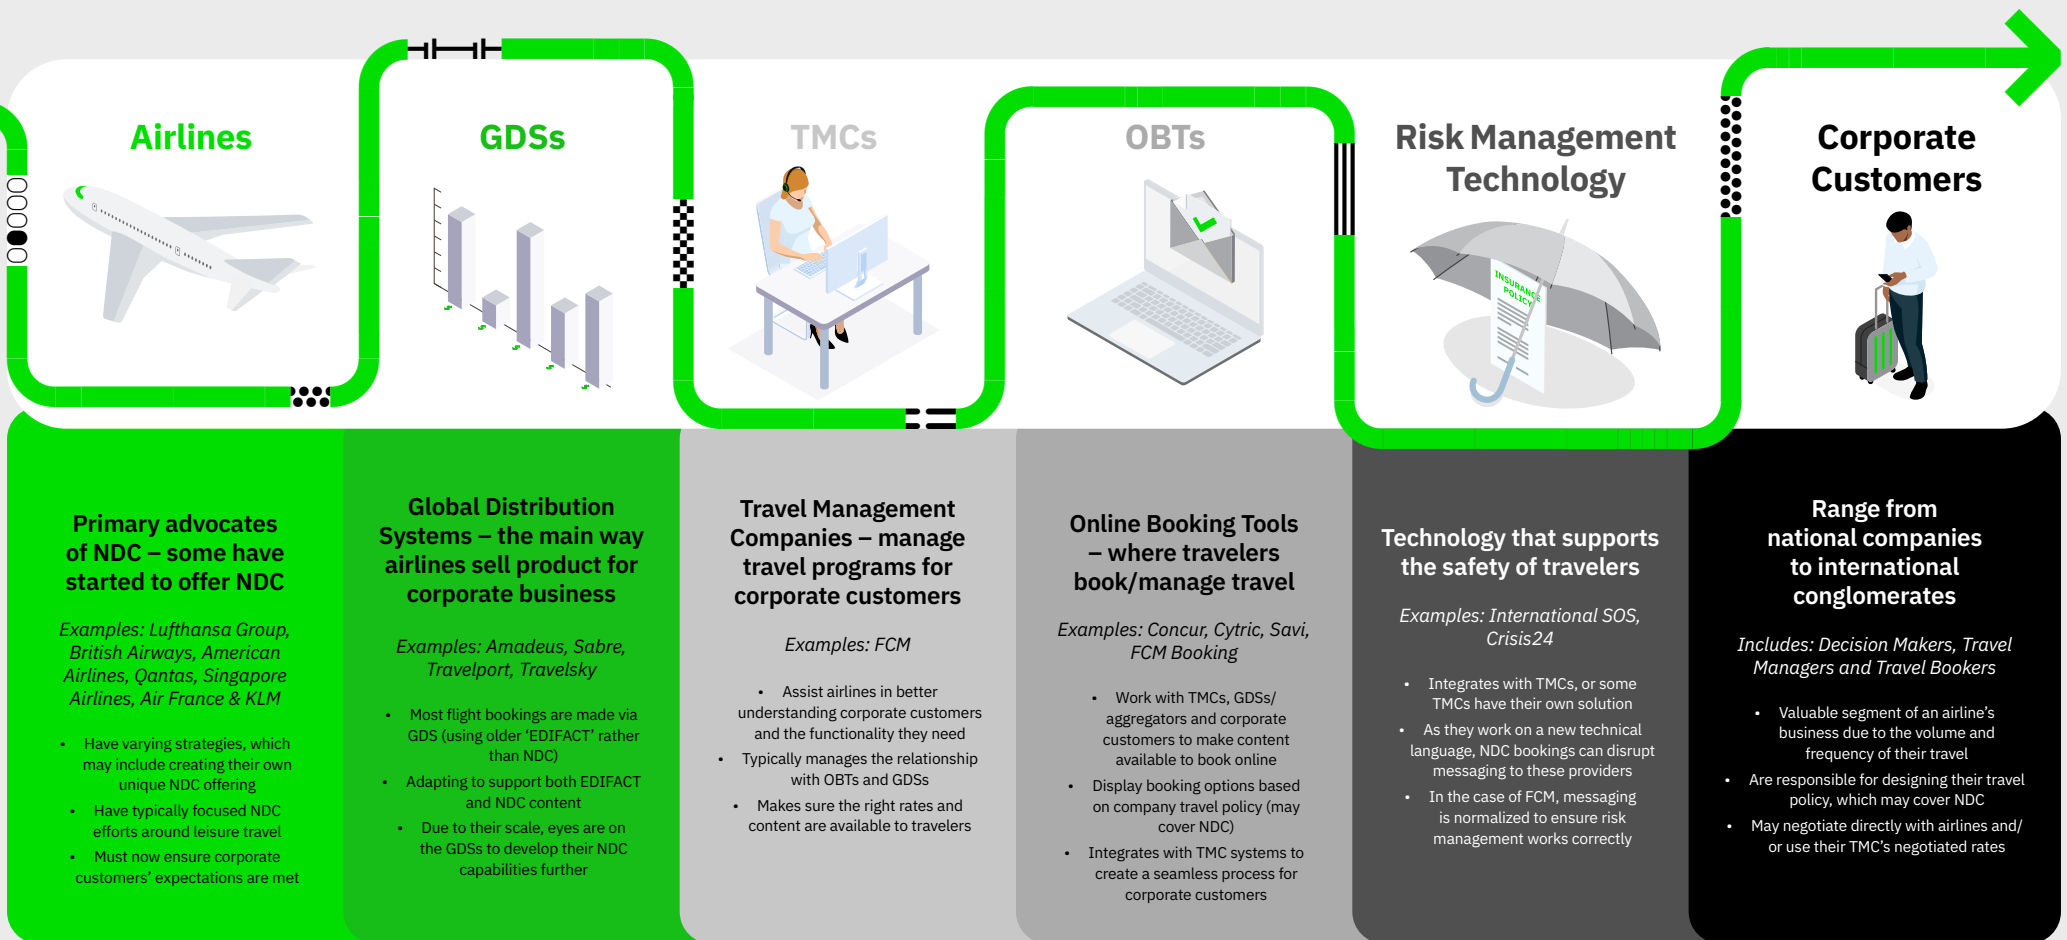 Airlines
GDSs
TMCs
OBTs
Risk Management
Technology
Corporate
Customers
INSURANCE
POLICY
Primary advocates
of NDC – some have
started to offer NDC
Examples: Lufthansa Group,
British Airways, American
Airlines, Qantas, Singapore
Airlines, Air France & KLM
• Have varying strategies, which
may include creating their own
unique NDC offering
• Have typically focused NDC
efforts around leisure travel
• Must now ensure corporate
customers’ expectations are met
Global Distribution
Systems – the main way
airlines sell product for
corporate business
Examples: Amadeus, Sabre,
Travelport, Travelsky
• Most flight bookings are made via
GDS (using older ‘EDIFACT’ rather
than NDC)
• Adapting to support both EDIFACT
and NDC content
• Due to their scale, eyes are on
the GDSs to develop their NDC
capabilities further
Travel Management
Companies – manage
travel programs for
corporate customers
Examples: FCM
• Assist airlines in better
understanding corporate customers
and the functionality they need
• Typically manages the relationship
with OBTs and GDSs
• Makes sure the right rates and
content are available to travelers
Online Booking Tools
– where travelers
book/manage travel
Examples: Concur, Cytric, Savi,
FCM Booking
• Work with TMCs, GDSs/
aggregators and corporate
customers to make content
available to book online
• Display booking options based
on company travel policy (may
cover NDC)
• Integrates with TMC systems to
create a seamless process for
corporate customers
Technology that supports
the safety of travelers
Examples: International SOS,
Crisis24
• Integrates with TMCs, or some
TMCs have their own solution
• As they work on a new technical
language, NDC bookings can disrupt
messaging to these providers
• In the case of FCM, messaging
is normalized to ensure risk
management works correctly
Range from
national companies
to international
conglomerates
Includes: Decision Makers, Travel
Managers and Travel Bookers
• Valuable segment of an airline’s
business due to the volume and
frequency of their travel
• Are responsible for designing their travel
policy, which may cover NDC
• May negotiate directly with airlines and/
or use their TMC’s negotiated rates